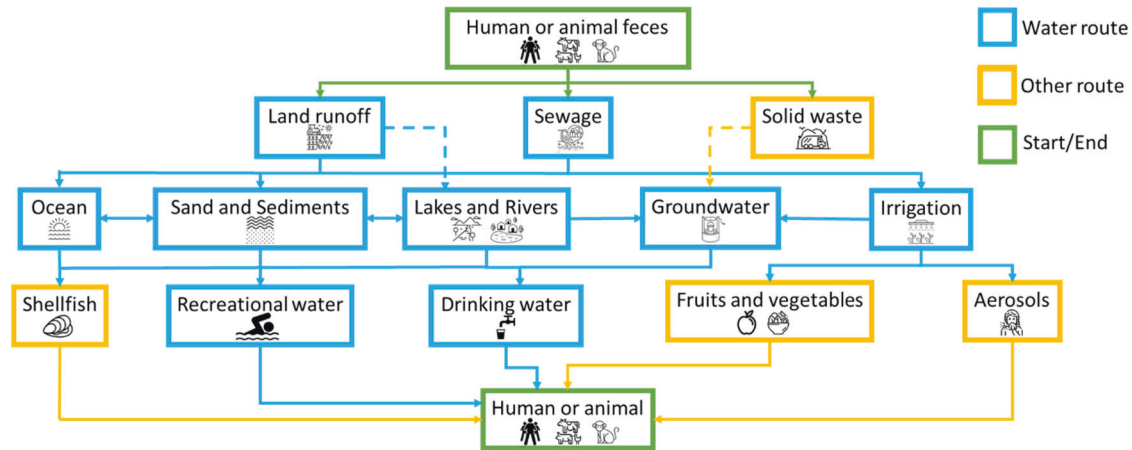 Human or animal feces
Water route
Other route
Start/End
Land runoff
Sewage
Solid waste
Ocean
Sand and Sediments
Lakes and Rivers
Groundwater
Irrigation
Shellfish
Recreational water
Drinking water
Fruits and vegetables
Aerosols
Human or animal